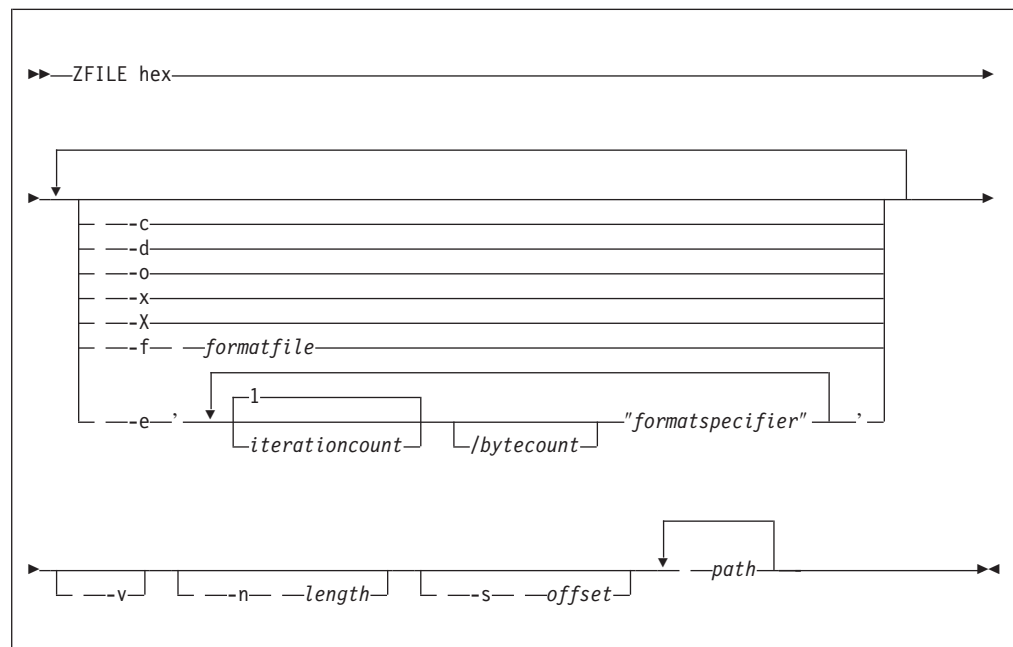 ZFILE hex
-c
-d
-o
-x
-X
-f formatfile
1
-e ' iterationcount /bytecount "formatspecifier" '
-v -n length -s offset path